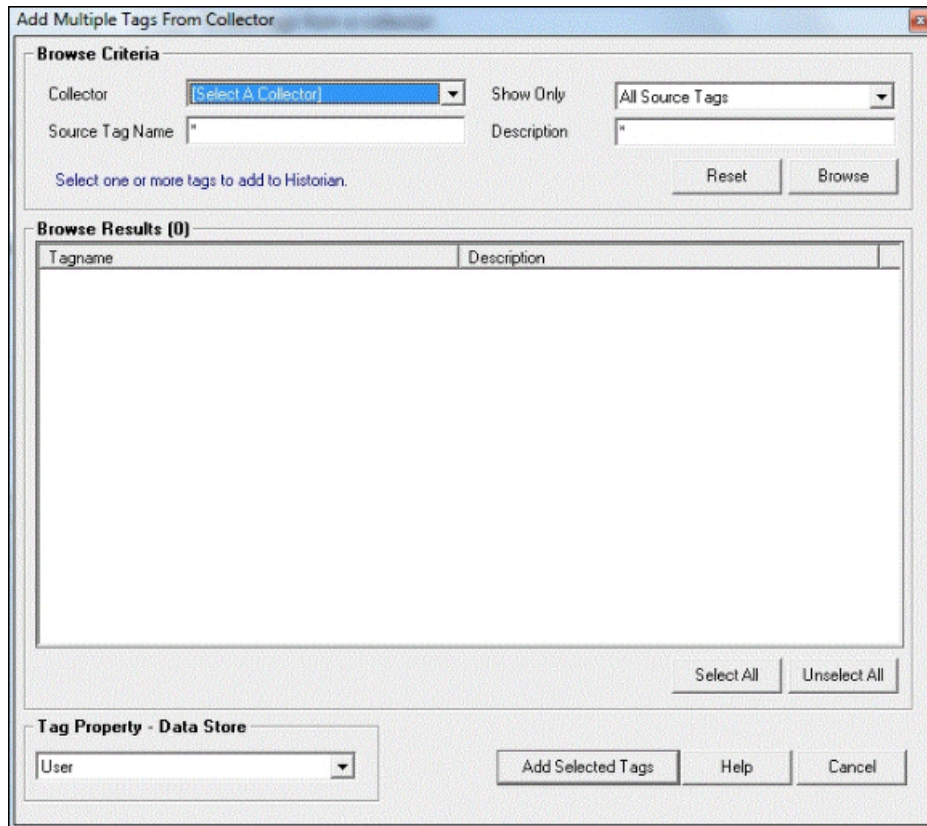 Add Multiple Tags From Collector
Browse Criteria
Collector [Select A Collector] Show Only All Source Tags
Source Tag Name * Description *
Select one or more tags to add to Historian. Reset Browse
Browse Results (0)
Tagname Description
Select All Unselect All
Tag Property - Data Store
User Add Selected Tags Help Cancel